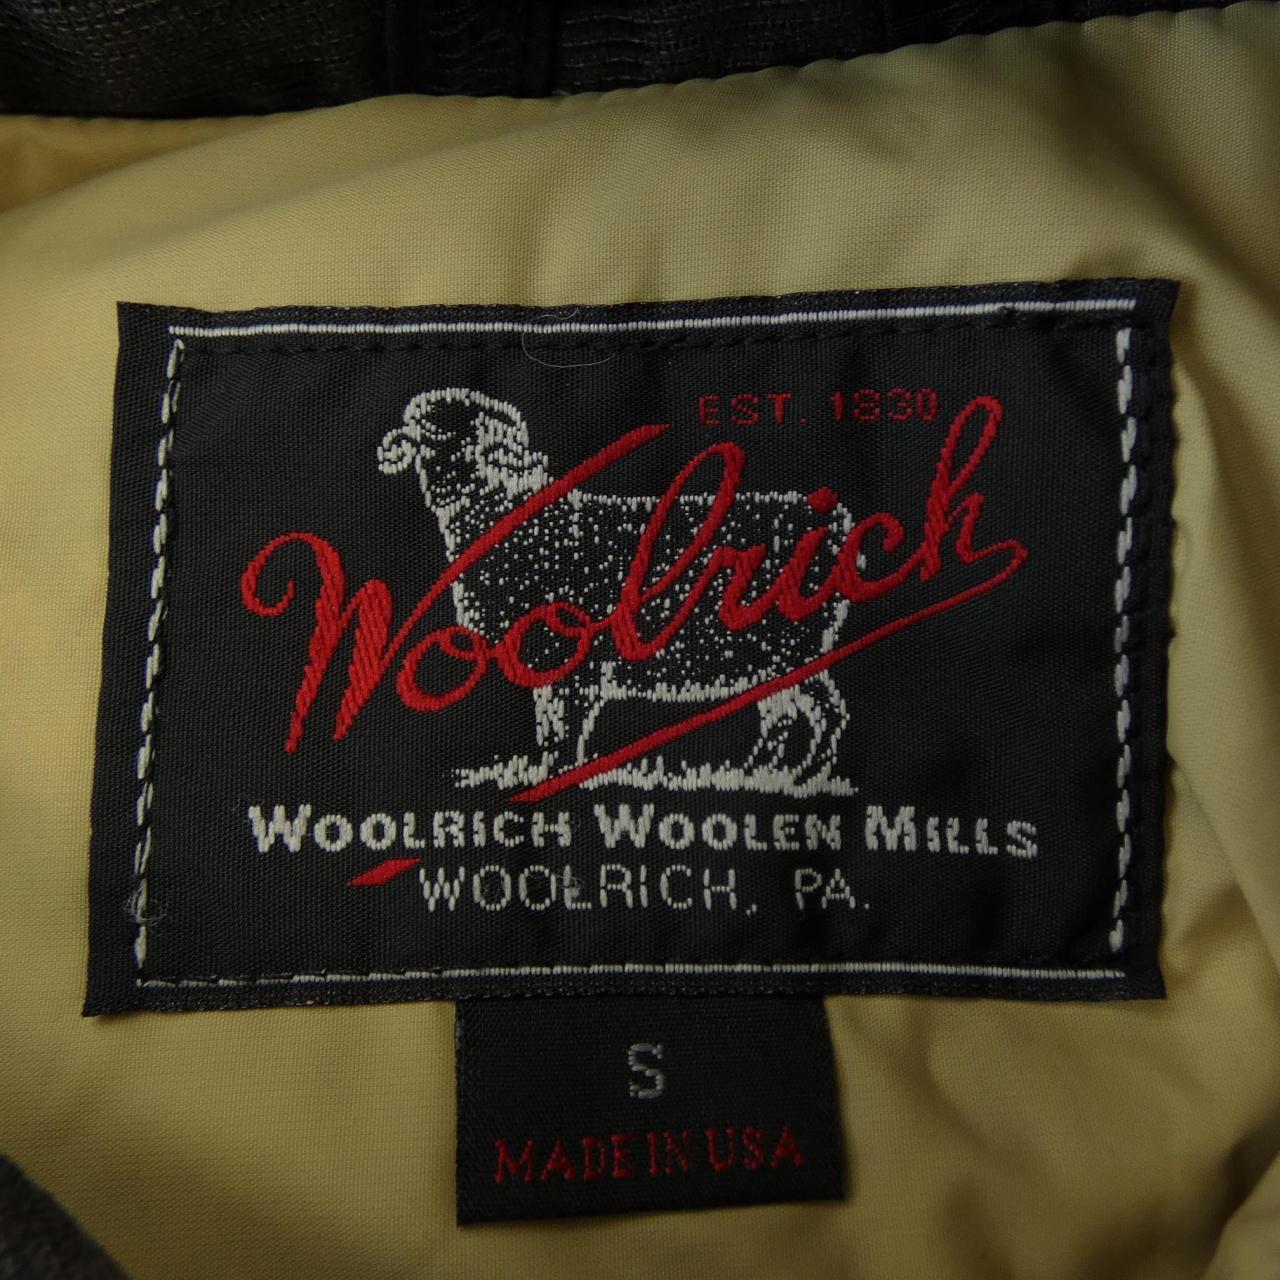 EST. 1830
Woolrich
WOOLRICH WOOLEN MILLS
WOOLRICH, PA.
S
MADE IN USA